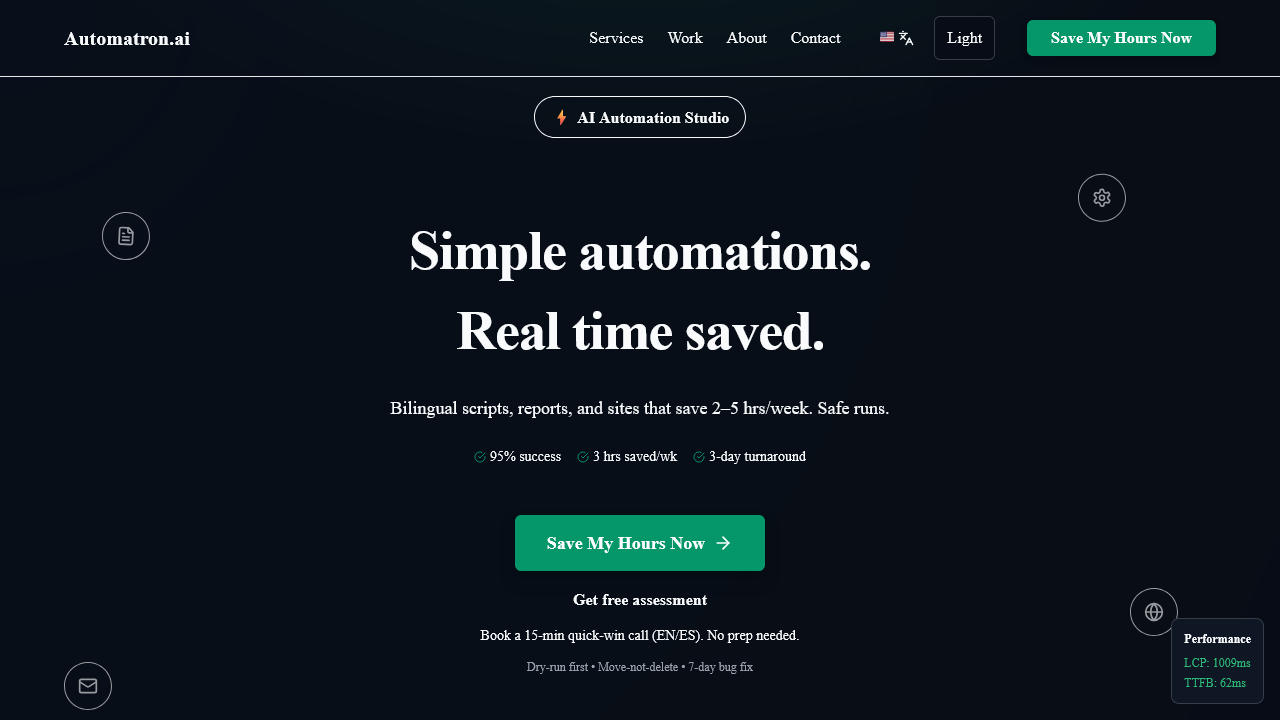 Automatron.ai
Services
Work
About
Contact
Light
Save My Hours Now
AI Automation Studio
Simple automations.
Real time saved.
Bilingual scripts, reports, and sites that save 2–5 hrs/week. Safe runs.
95% success
3 hrs saved/wk
3-day turnaround
Save My Hours Now
Get free assessment
Book a 15-min quick-win call (EN/ES). No prep needed.
Dry-run first • Move-not-delete • 7-day bug fix
Performance
LCP: 1009ms
TTFB: 62ms